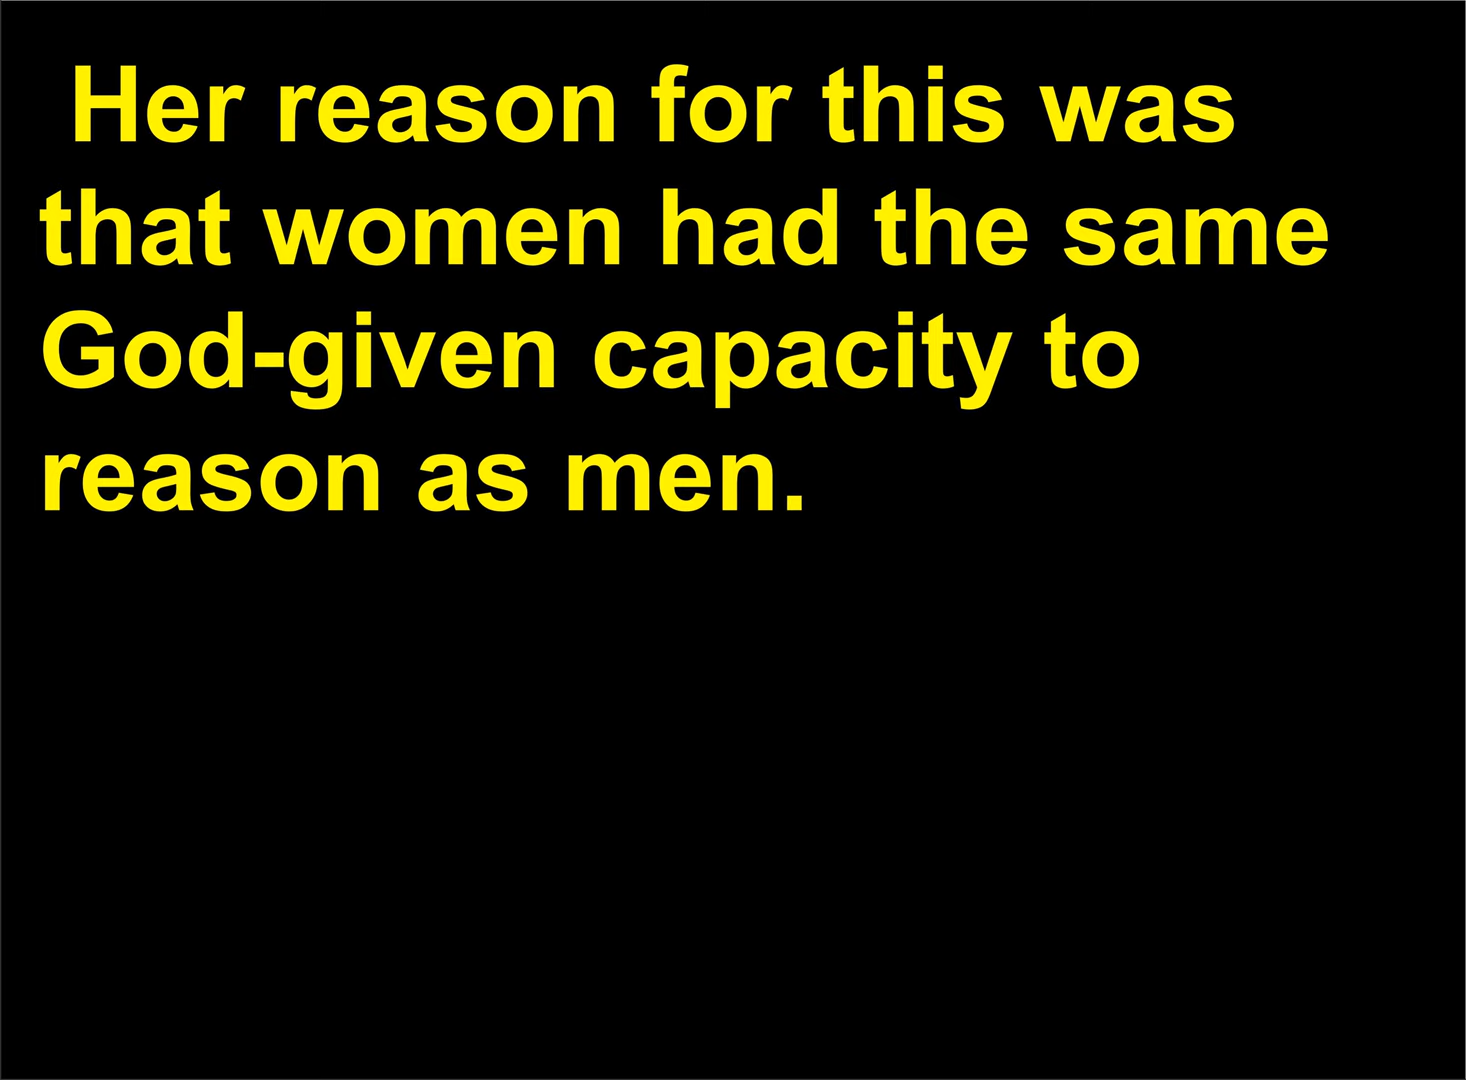 Her reason for this was
that women had the same
God-given capacity to
reason as men.